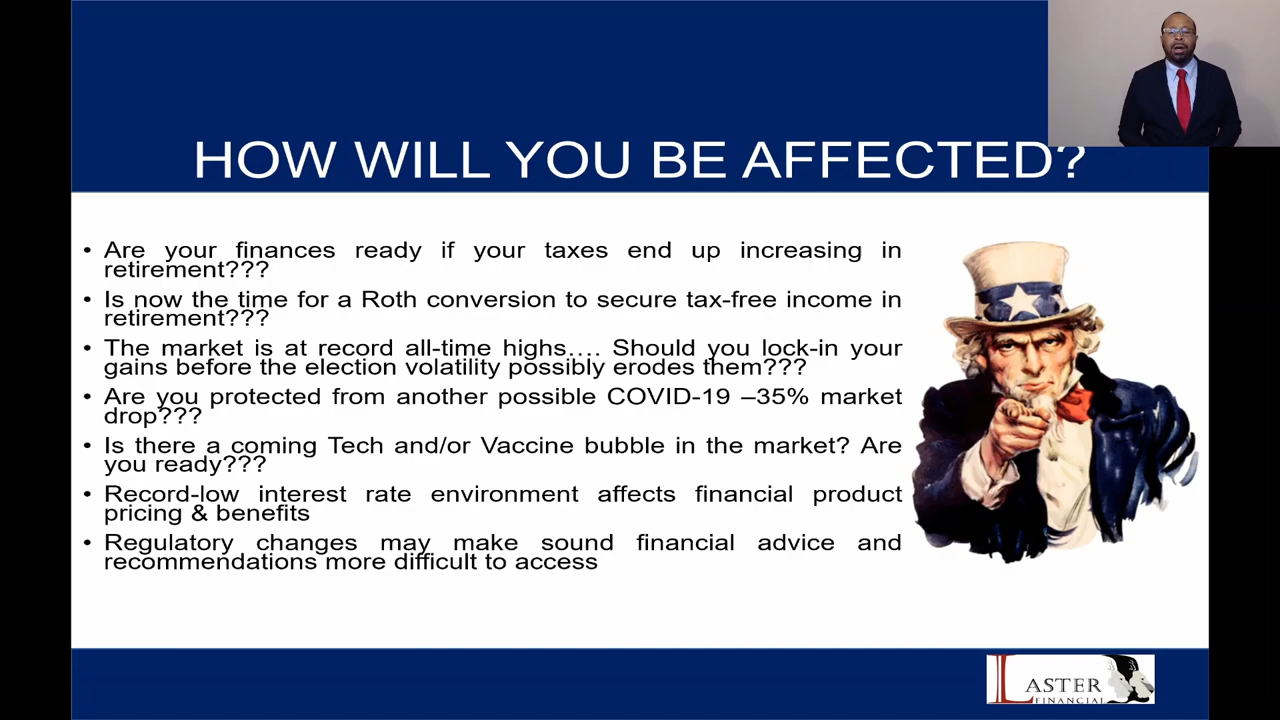 HOW WILL YOU BE AFFECTED?
• Are your finances ready if your taxes end up increasing in
retirement???
• Is now the time for a Roth conversion to secure tax-free income in
retirement???
• The market is at record all-time highs…. Should you lock-in your
gains before the election volatility possibly erodes them???
• Are you protected from another possible COVID-19 –35% market
drop???
• Is there a coming Tech and/or Vaccine bubble in the market? Are
you ready???
• Record-low interest rate environment affects financial product
pricing & benefits
• Regulatory changes may make sound financial advice and
recommendations more difficult to access
LASTER
FINANCIAL